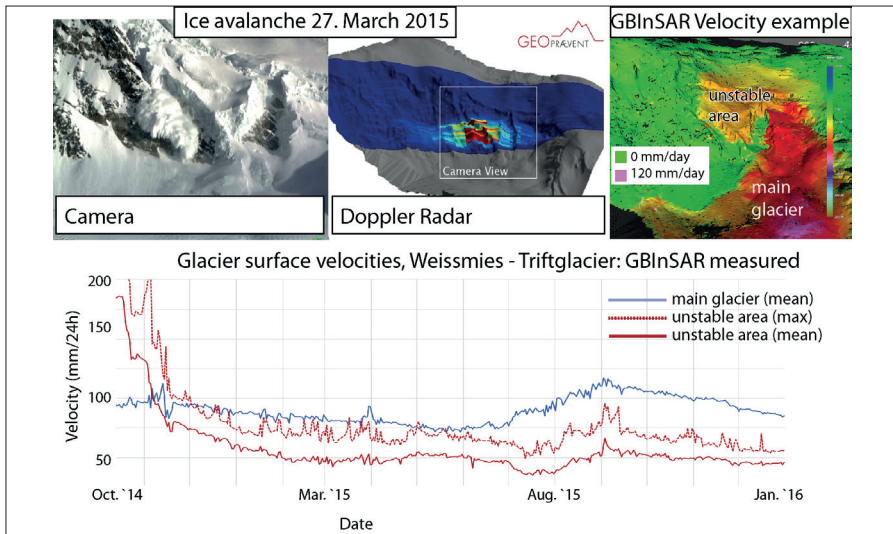 Ice avalanche 27. March 2015
GBInSAR Velocity example
GEO
PRÆVENT
unstable
area
0 mm/day
120 mm/day
main
glacier
Camera View
Camera
Doppler Radar
Glacier surface velocities, Weissmies - Triftglacier: GBInSAR measured
200
150
100
50
Velocity (mm/24h)
main glacier (mean)
unstable area (max)
unstable area (mean)
Oct. `14
Mar. `15
Aug. `15
Jan. `16
Date